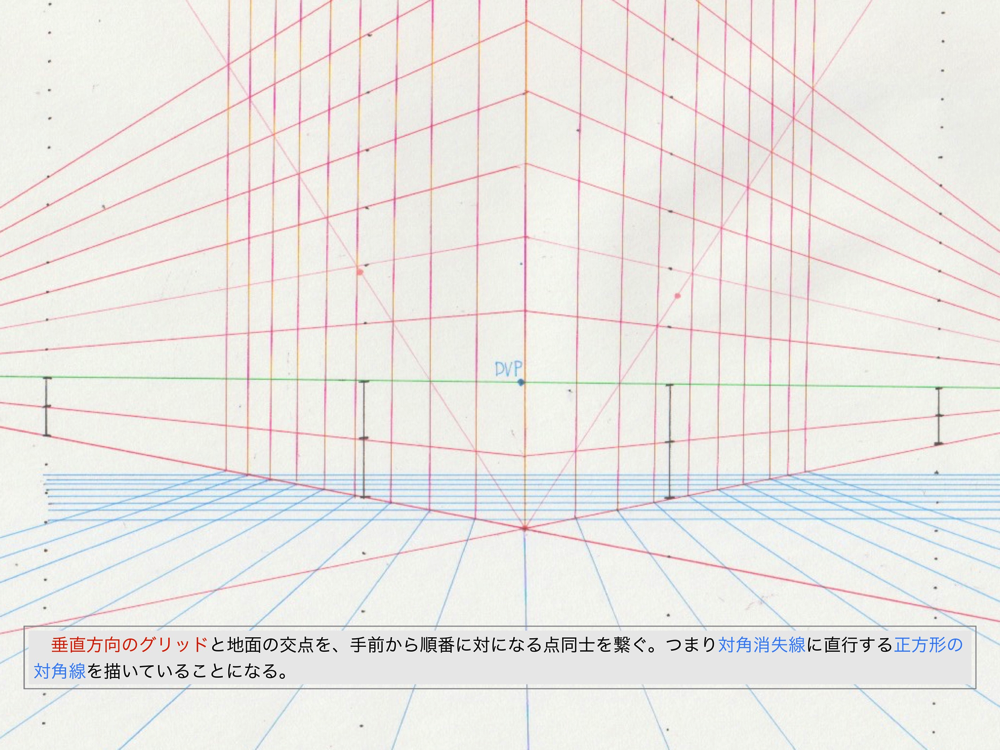 DVP
垂直方向のグリッドと地面の交点を、手前から順番に対になる点同士を繋ぐ。つまり対角消失線に直行する正方形の
対角線を描いていることになる。